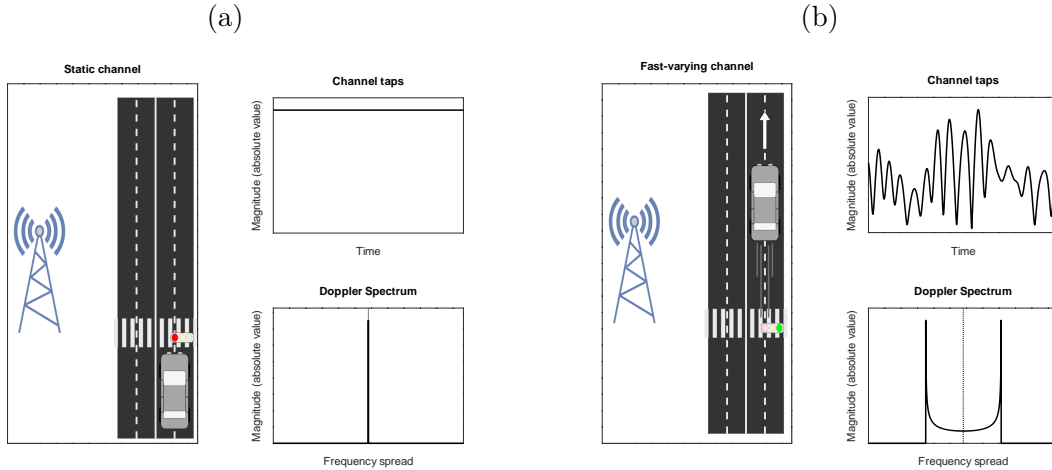 (a)
Static channel
Channel taps
Magnitude (absolute value)
Time
Doppler Spectrum
Magnitude (absolute value)
Frequency spread
(b)
Fast-varying channel
Channel taps
Magnitude (absolute value)
Time
Doppler Spectrum
Magnitude (absolute value)
Frequency spread